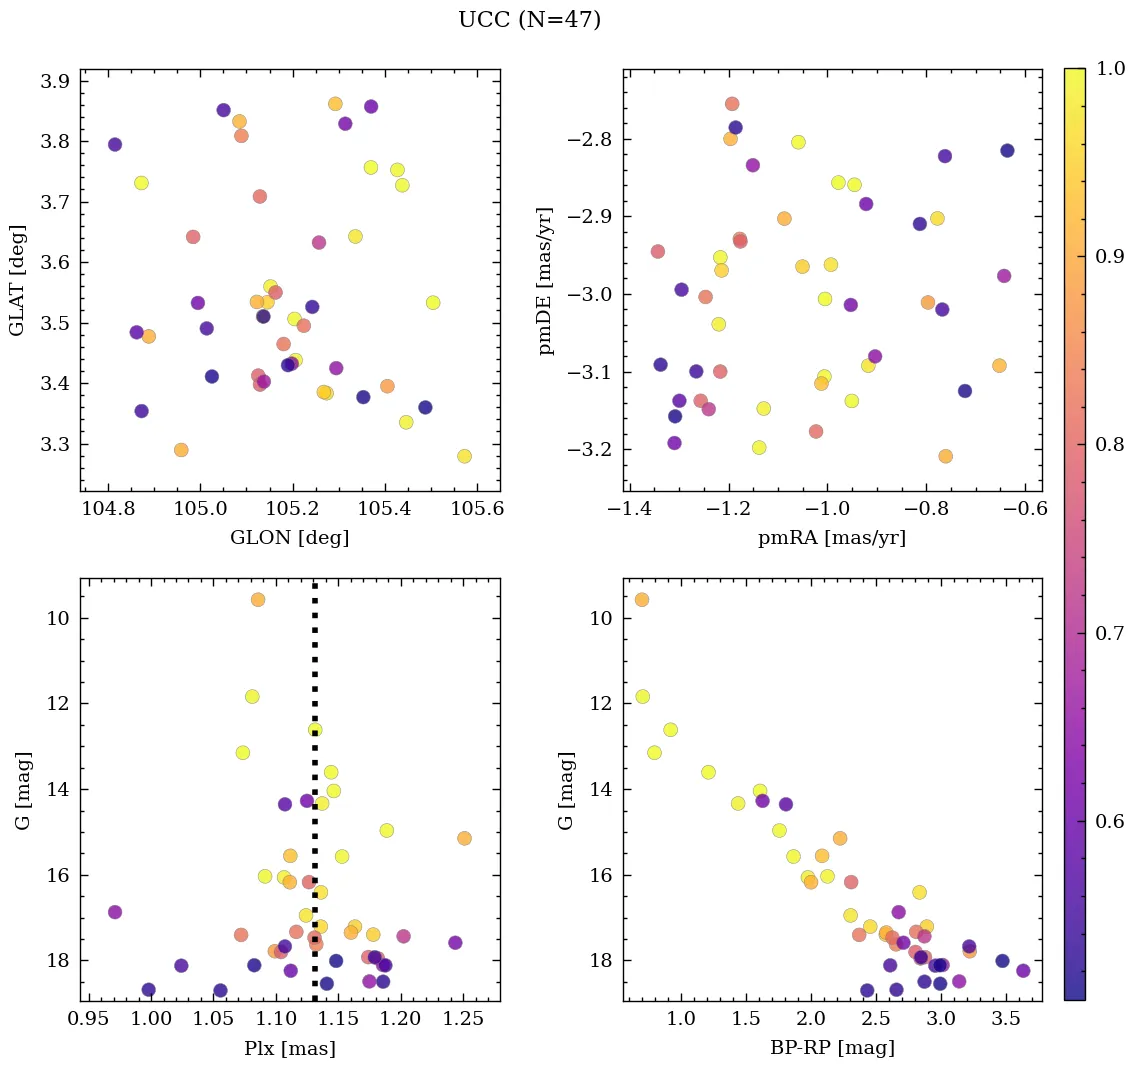 UCC (N=47)
3.9
3.8
3.7
3.6
3.5
3.4
3.3
GLAT [deg]
104.8 105.0 105.2 105.4 105.6
GLON [deg]
−2.8
−2.9
−3.0
−3.1
−3.2
pmDE [mas/yr]
−1.4 −1.2 −1.0 −0.8 −0.6
pmRA [mas/yr]
10
12
14
16
18
G [mag]
0.95 1.00 1.05 1.10 1.15 1.20 1.25
Plx [mas]
10
12
14
16
18
G [mag]
1.0 1.5 2.0 2.5 3.0 3.5
BP-RP [mag]
1.0
0.9
0.8
0.7
0.6